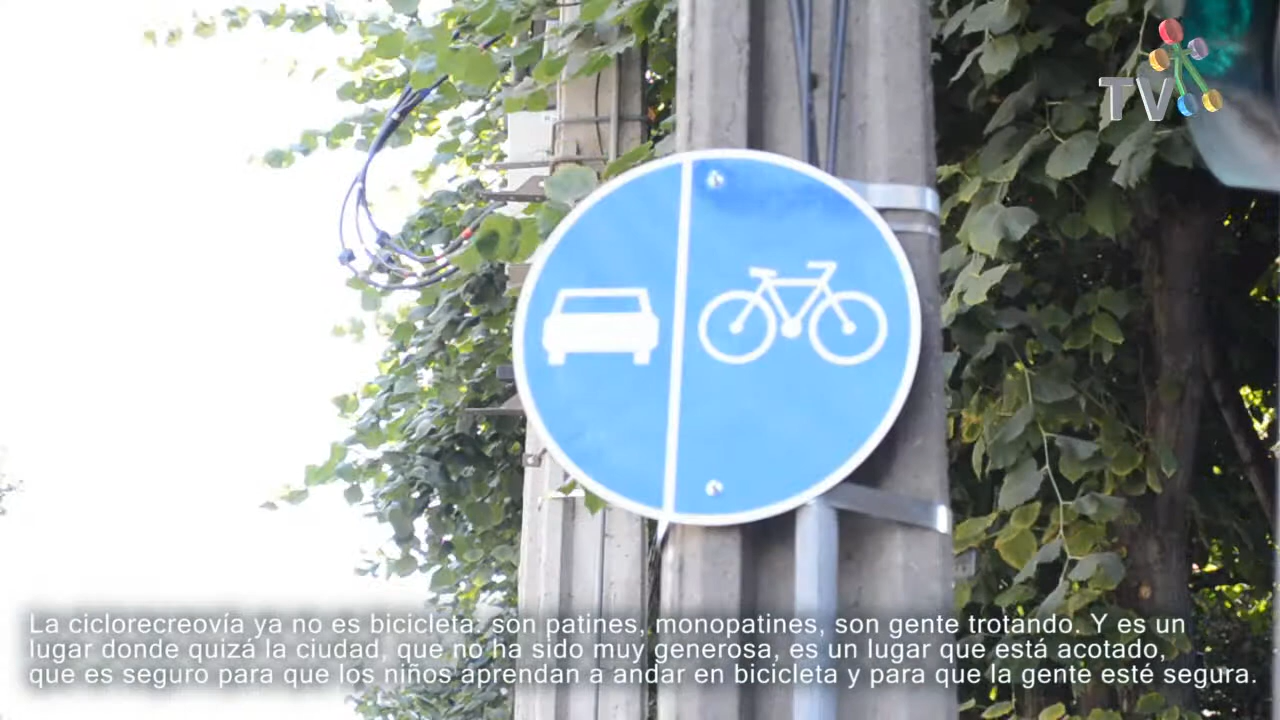 TV
La ciclorecreovía ya no es bicicleta: son patines, monopatines, son gente trotando. Y es un
lugar donde quizá la ciudad, que no ha sido muy generosa, es un lugar que está acotado,
que es seguro para que los niños aprendan a andar en bicicleta y para que la gente esté segura.